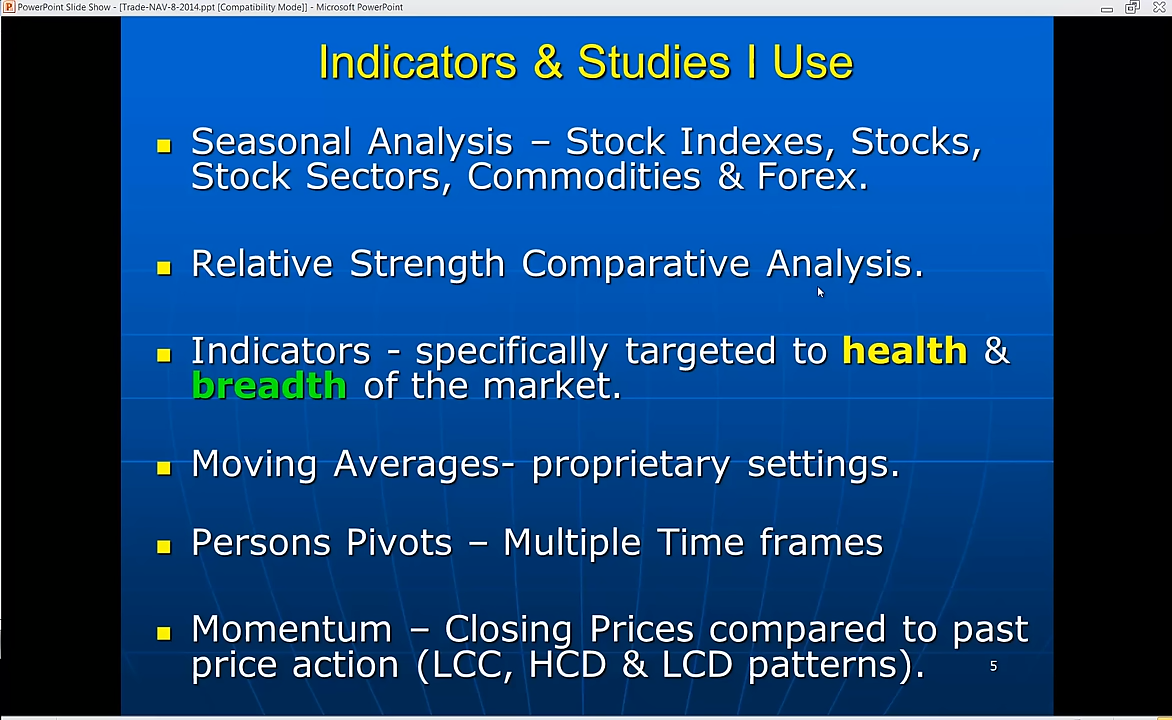 PowerPoint Slide Show - [Trade-NAV-8-2014.ppt [Compatibility Mode]] - Microsoft PowerPoint
Indicators & Studies I Use
Seasonal Analysis – Stock Indexes, Stocks,
Stock Sectors, Commodities & Forex.
Relative Strength Comparative Analysis.
Indicators - specifically targeted to health &
breadth of the market.
Moving Averages- proprietary settings.
Persons Pivots – Multiple Time frames
Momentum – Closing Prices compared to past
price action (LCC, HCD & LCD patterns).
5